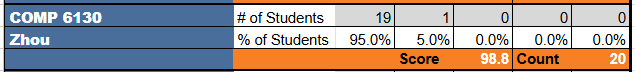 COMP 6130 # of Students 19 1 0 0 0
Zhou % of Students 95.0% 5.0% 0.0% 0.0% 0.0%
Score 98.8 Count 20